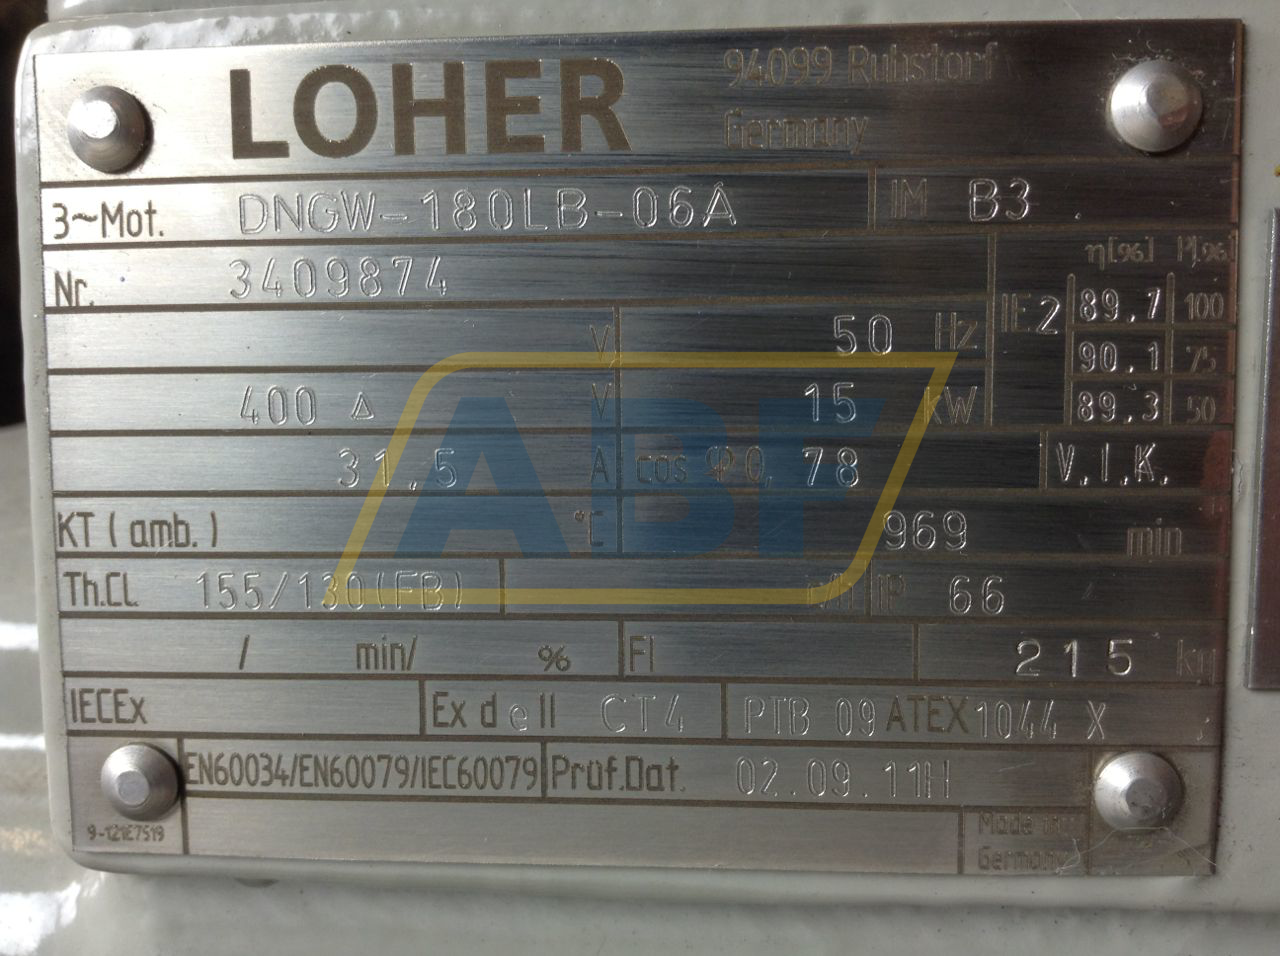 LOHER
94099 Ruhstorf
Germany
3~Mot. DNGW-180LB-06A IM B3
Nr. 3409874 η[%] P[%]
V 50 Hz IE2 89.7 100
90.1 75
400 △ V 15 kW 89.3 50
31,5 A cos φ 0,78 V.I.K.
KT (amb.) °C 969 min
Th.Cl. 155/130(FB) IP 66
/ min/ % FI 215 kg
IECEx Ex d e II CT4 PTB 09 ATEX 1044 X
EN60034/EN60079/IEC60079 Prüf.Dat. 02.09.11H
9-121E7519
Made in
Germany
ABF